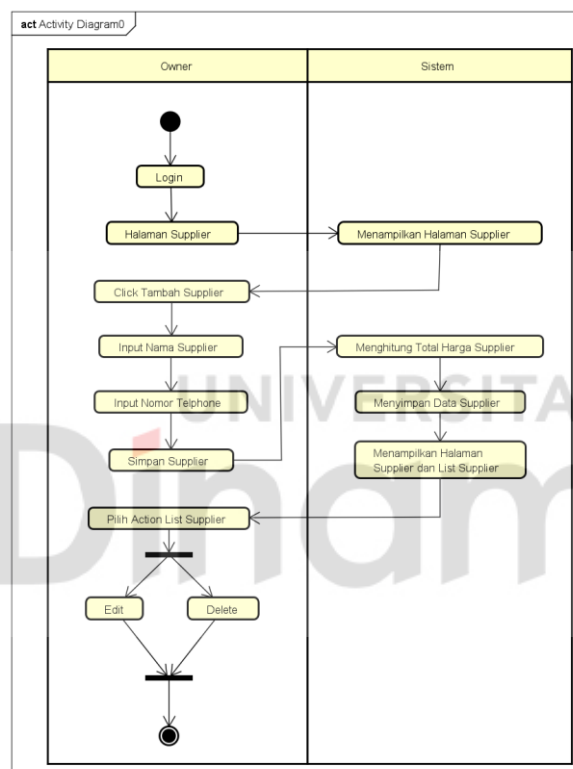 act Activity Diagram0
Owner
Sistem
Login
Halaman Supplier
Menampilkan Halaman Supplier
Click Tambah Supplier
Input Nama Supplier
Menghitung Total Harga Supplier
Input Nomor Telphone
Menyimpan Data Supplier
Simpan Supplier
Menampilkan Halaman
Supplier dan List Supplier
Pilih Action List Supplier
Edit
Delete
UNIVERSITA
Dinam